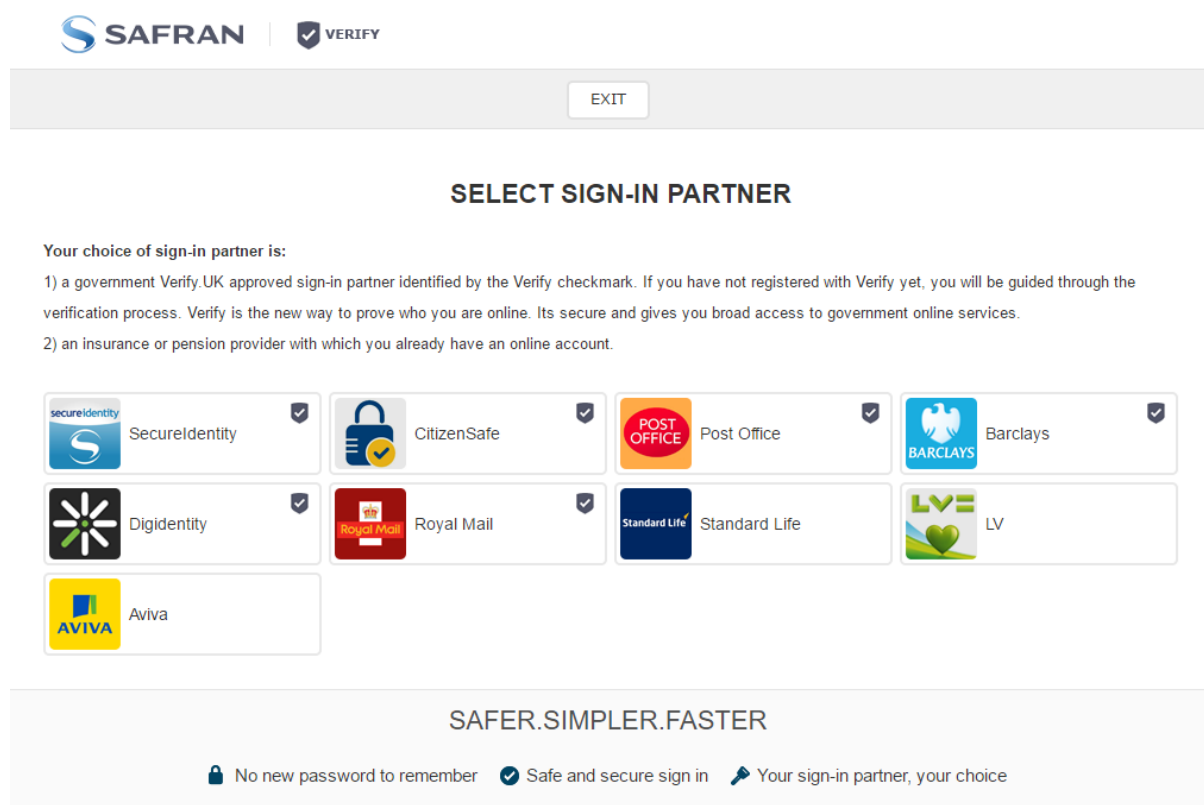 SAFRAN VERIFY
EXIT
SELECT SIGN-IN PARTNER
Your choice of sign-in partner is:
1) a government Verify.UK approved sign-in partner identified by the Verify checkmark. If you have not registered with Verify yet, you will be guided through the
verification process. Verify is the new way to prove who you are online. Its secure and gives you broad access to government online services.
2) an insurance or pension provider with which you already have an online account.
secureidentity
S
SecureIdentity
CitizenSafe
POST
OFFICE
Post Office
BARCLAYS
Barclays
Digidentity
Royal Mail
Royal Mail
Standard Life
Standard Life
LV=
LV
AVIVA
Aviva
SAFER.SIMPLER.FASTER
No new password to remember Safe and secure sign in Your sign-in partner, your choice